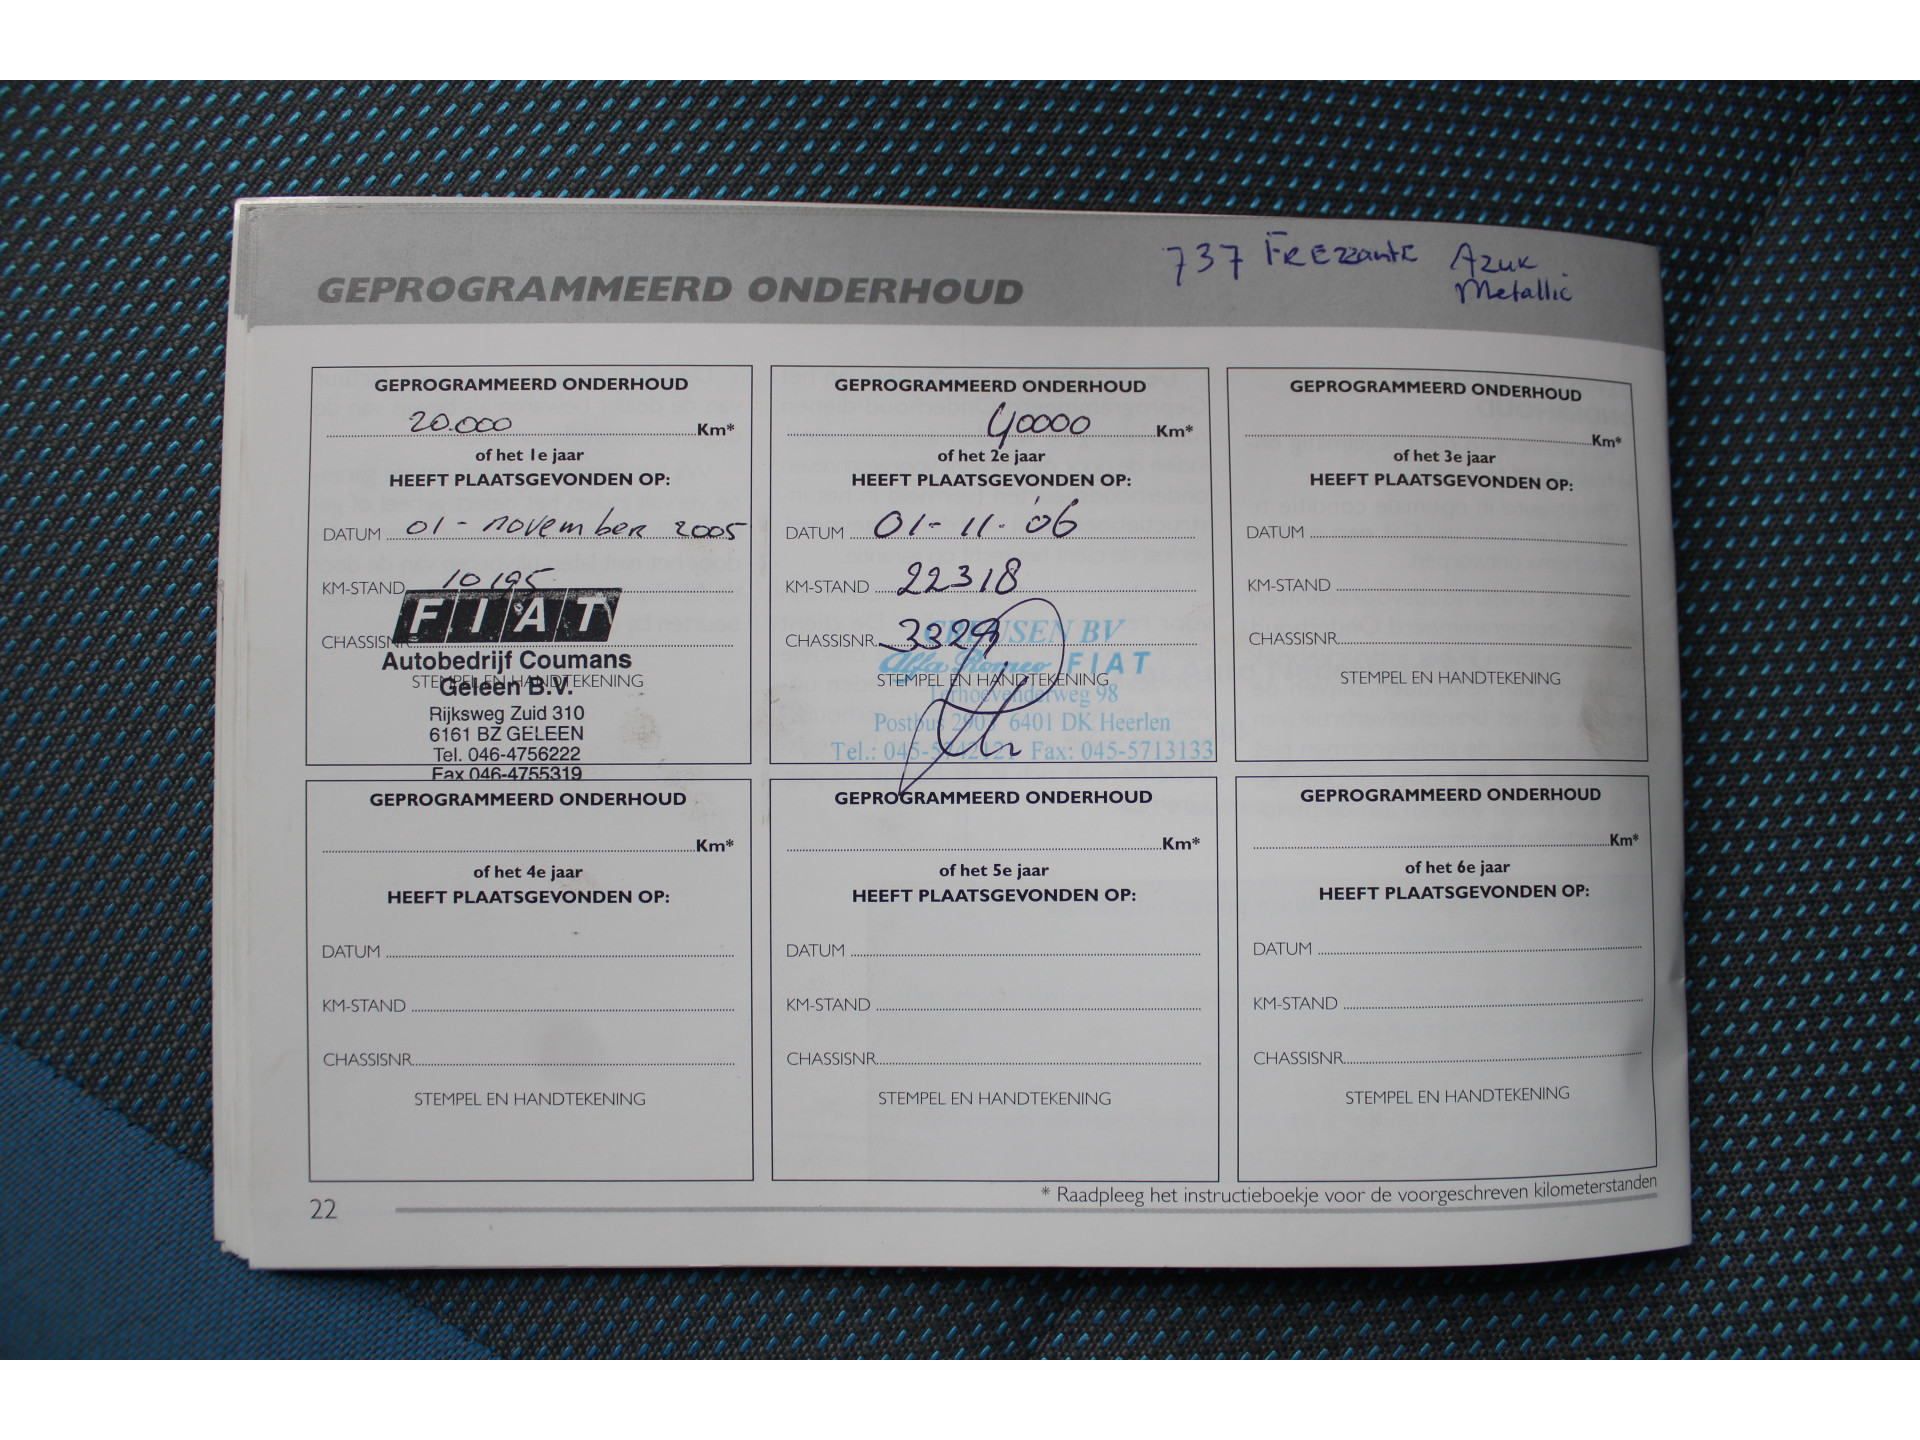 GEPROGRAMMEERD ONDERHOUD
737 FREzzante Azur
Metallic
GEPROGRAMMEERD ONDERHOUD
20.000 Km*
of het 1e jaar
HEEFT PLAATSGEVONDEN OP:
DATUM 01 - november 2005
KM-STAND 10195
CHASSISNR.
STEMPEL EN HANDTEKENING
FIAT
Autobedrijf Coumans
Geleen B.V.
Rijksweg Zuid 310
6161 BZ GELEEN
Tel. 046-4756222
Fax 046-4755319
GEPROGRAMMEERD ONDERHOUD
40000 Km*
of het 2e jaar
HEEFT PLAATSGEVONDEN OP:
DATUM 01-11-'06
KM-STAND 22318
CHASSISNR. 3329
STEMPEL EN HANDTEKENING
BV
Alfa Romeo FIAT
98
Postbus 6401 DK Heerlen
Tel.: Fax: 045-5713133
GEPROGRAMMEERD ONDERHOUD
Km*
of het 3e jaar
HEEFT PLAATSGEVONDEN OP:
DATUM
KM-STAND
CHASSISNR.
STEMPEL EN HANDTEKENING
GEPROGRAMMEERD ONDERHOUD
Km*
of het 4e jaar
HEEFT PLAATSGEVONDEN OP:
DATUM
KM-STAND
CHASSISNR.
STEMPEL EN HANDTEKENING
GEPROGRAMMEERD ONDERHOUD
Km*
of het 5e jaar
HEEFT PLAATSGEVONDEN OP:
DATUM
KM-STAND
CHASSISNR.
STEMPEL EN HANDTEKENING
GEPROGRAMMEERD ONDERHOUD
Km*
of het 6e jaar
HEEFT PLAATSGEVONDEN OP:
DATUM
KM-STAND
CHASSISNR.
STEMPEL EN HANDTEKENING
* Raadpleeg het instructieboekje voor de voorgeschreven kilometerstanden
22